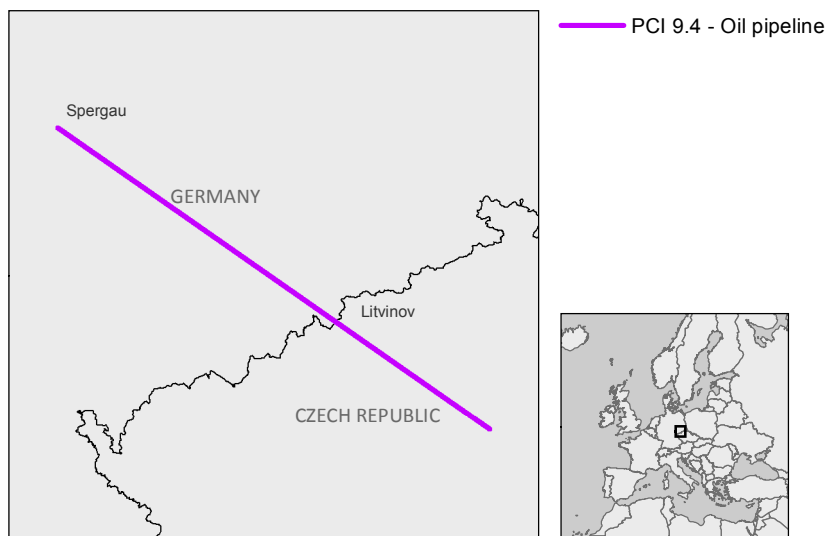 PCI 9.4 - Oil pipeline
Spergau
GERMANY
Litvinov
CZECH REPUBLIC